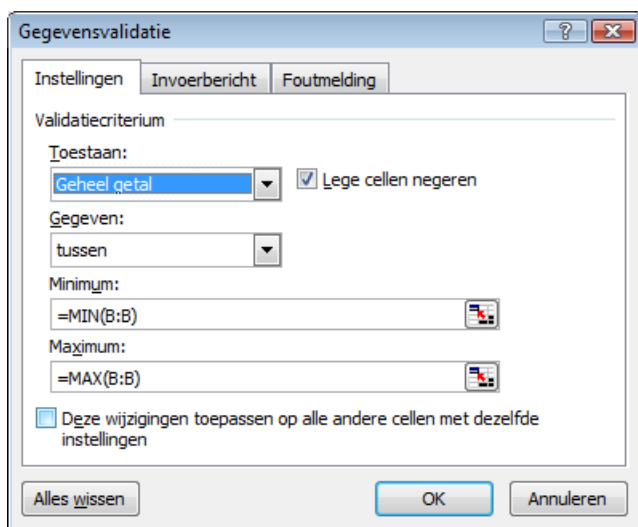 Gegevensvalidatie
Instellingen Invoerbericht Foutmelding
Validatiecriterium
Toestaan:
Geheel getal Lege cellen negeren
Gegeven:
tussen
Minimum:
=MIN(B:B)
Maximum:
=MAX(B:B)
Deze wijzigingen toepassen op alle andere cellen met dezelfde
instellingen
Alles wissen OK Annuleren